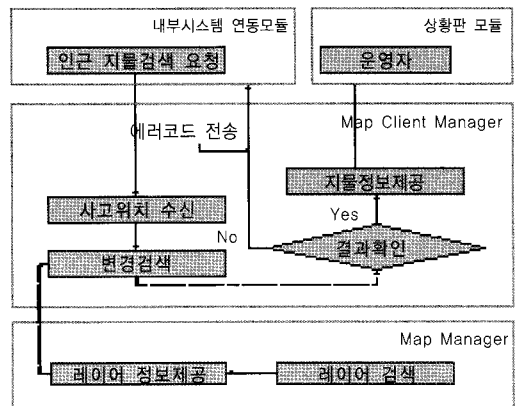 내부시스템 연동모듈
상황판 모듈
인근 지물검색 요청
운영자
에러코드 전송
Map Client Manager
지물정보제공
사고위치 수신
Yes
No
결과확인
변경검색
Map Manager
레이어 정보제공
레이어 검색